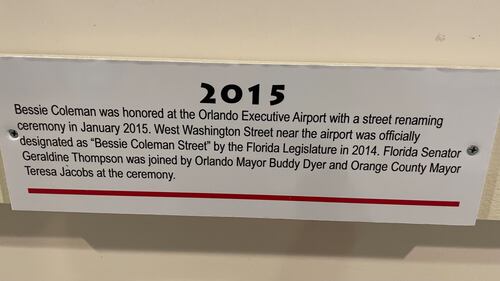 2015
Bessie Coleman was honored at the Orlando Executive Airport with a street renaming
ceremony in January 2015. West Washington Street near the airport was officially
designated as “Bessie Coleman Street” by the Florida Legislature in 2014. Florida Senator
Geraldine Thompson was joined by Orlando Mayor Buddy Dyer and Orange County Mayor
Teresa Jacobs at the ceremony.